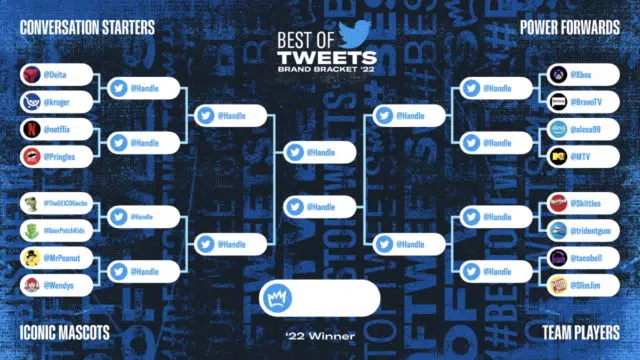 CONVERSATION STARTERS
BEST OF
TWEETS
BRAND BRACKET '22
POWER FORWARDS
@Delta
@kroger
@netflix
@Pringles
@Handle
@Handle
@Handle
@Handle
@Handle
@Handle
@Handle
@Xbox
@BravoTV
@alexa99
@MTV
@TheGEICOGecko
@SourPatchKids
@MrPeanut
@Wendys
@Handle
@Handle
@Handle
@Handle
@Handle
@Handle
@Handle
@Skittles
@tridentgum
@tacobell
@SlimJim
ICONIC MASCOTS
'22 Winner
TEAM PLAYERS